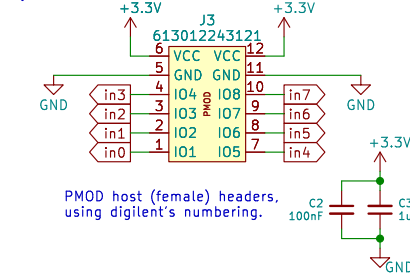 +3.3V +3.3V
J3
613012243121
6 VCC VCC 12
5 GND GND 11
GND GND
in3 4 IO4 IO8 10 in7
in2 3 IO3 IO7 9 in6
in1 2 IO2 IO6 8 in5
in0 1 IO1 IO5 7 in4
PMOD
+3.3V
PMOD host (female) headers,
using digilent's numbering.
C2
100nF
C3
1u
GND